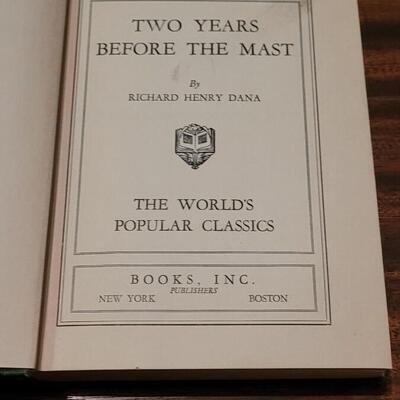 TWO YEARS
BEFORE THE MAST
By
RICHARD HENRY DANA
THE WORLD'S
POPULAR CLASSICS
BOOKS, INC.
PUBLISHERS
NEW YORK BOSTON